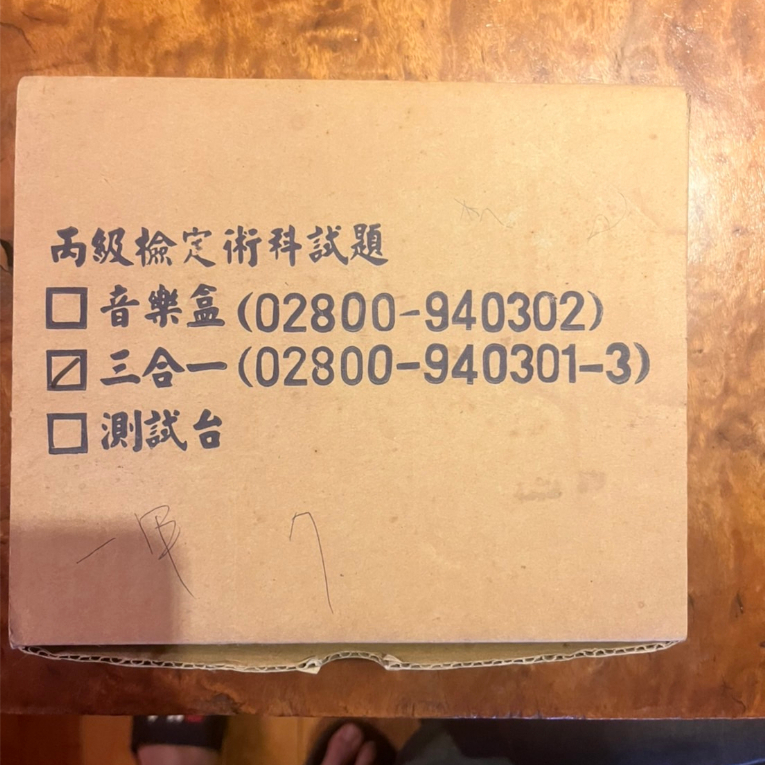 丙級檢定術科試題
音樂盒(02800-940302)
三合一(02800-940301-3)
測試台